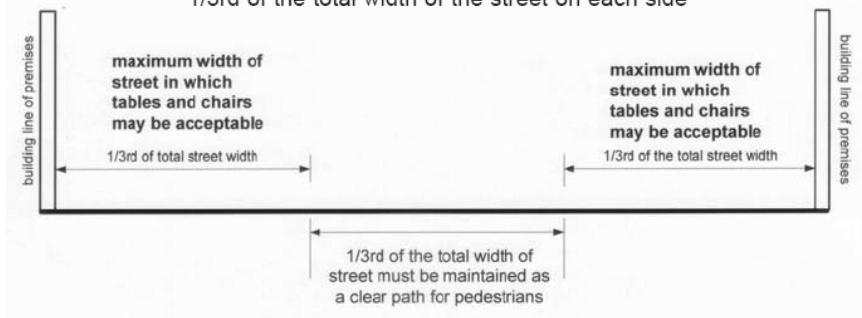 1/3rd of the total width of the street on each side
building line of premises
maximum width of
street in which
tables and chairs
may be acceptable
1/3rd of total street width
maximum width of
street in which
tables and chairs
may be acceptable
1/3rd of the total street width
building line of premises
1/3rd of the total width of
street must be maintained as
a clear path for pedestrians